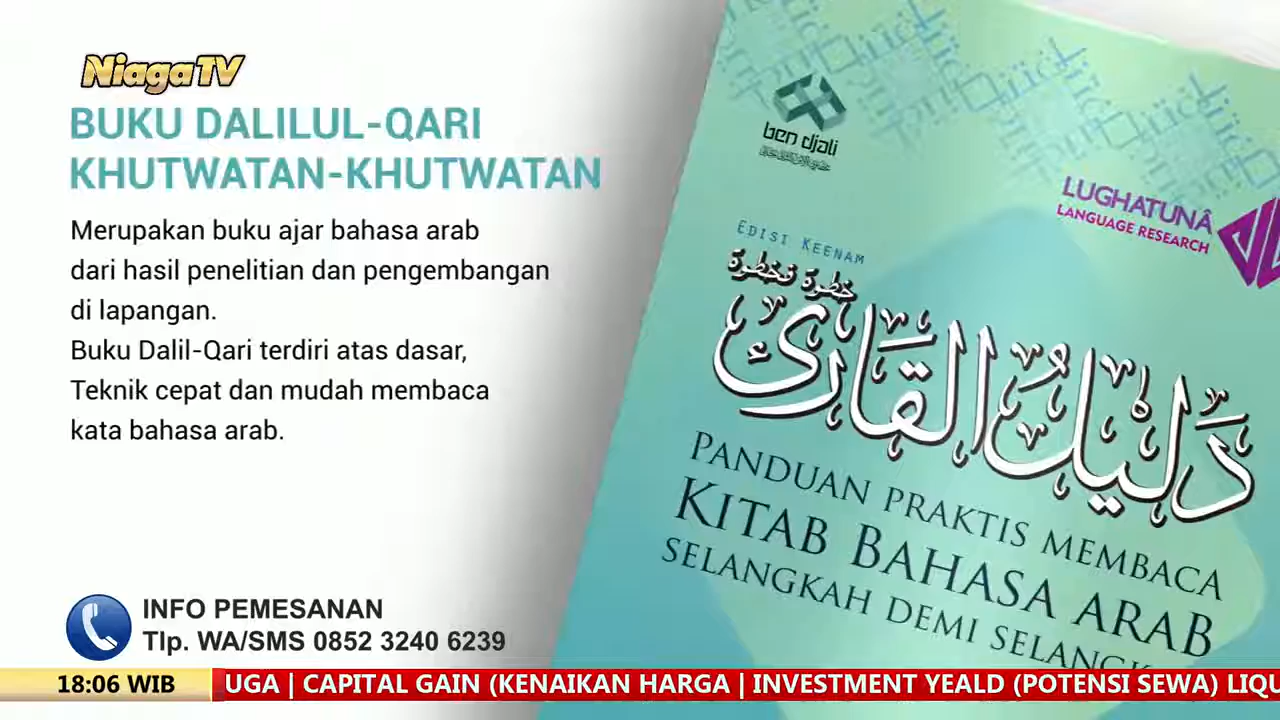 NiagaTV
BUKU DALILUL-QARI
KHUTWATAN-KHUTWATAN
Merupakan buku ajar bahasa arab
dari hasil penelitian dan pengembangan
di lapangan.
Buku Dalil-Qari terdiri atas dasar,
Teknik cepat dan mudah membaca
kata bahasa arab.
INFO PEMESANAN
Tlp. WA/SMS 0852 3240 6239
ben djali
LUGHATUNÂ
LANGUAGE RESEARCH
EDISI KEENAM
خطوة فخطوة
دَلِيلُ القَارِئ
PANDUAN PRAKTIS MEMBACA
KITAB BAHASA ARAB
SELANGKAH DEMI SELANGK
18:06 WIB
UGA | CAPITAL GAIN (KENAIKAN HARGA | INVESTMENT YEALD (POTENSI SEWA) LIQU